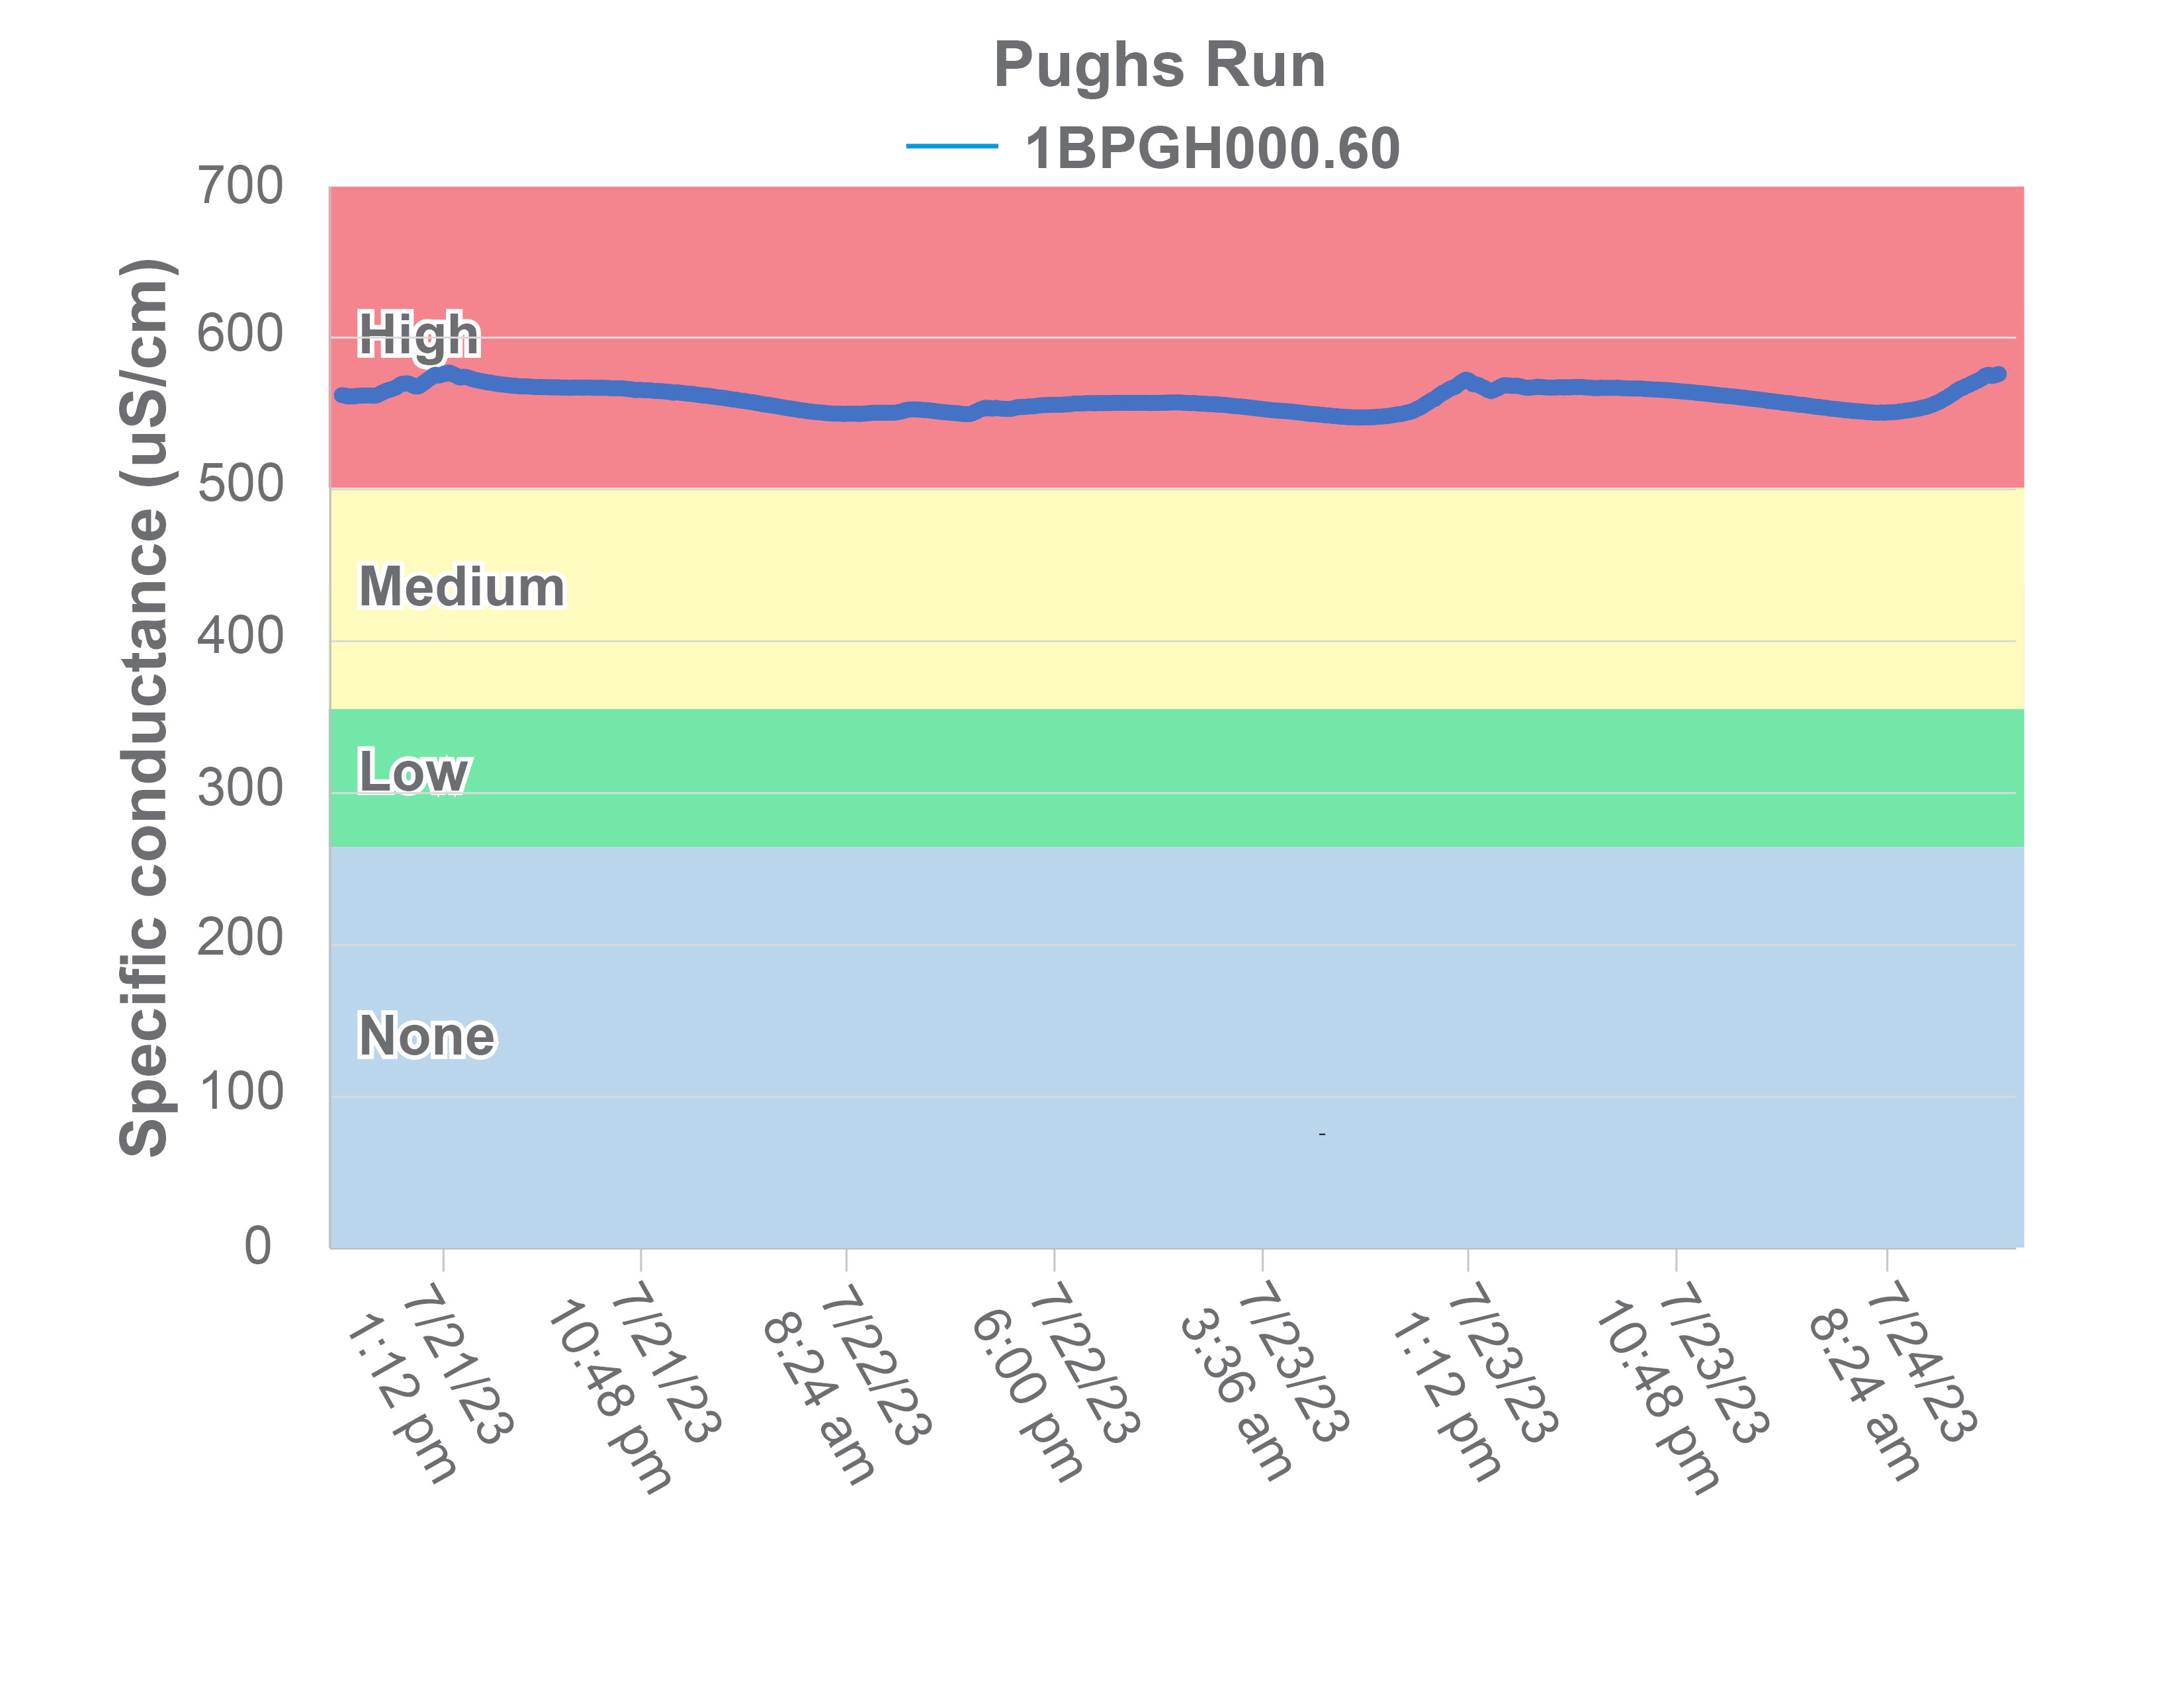 Pughs Run
1BPGH000.60
Specific conductance (uS/cm)
700
600
500
400
300
200
100
0
High
Medium
Low
None
-
7/21/23
1:12 pm
7/21/23
10:48 pm
7/22/23
8:24 am
7/22/23
6:00 pm
7/23/23
3:36 am
7/23/23
1:12 pm
7/23/23
10:48 pm
7/24/23
8:24 am